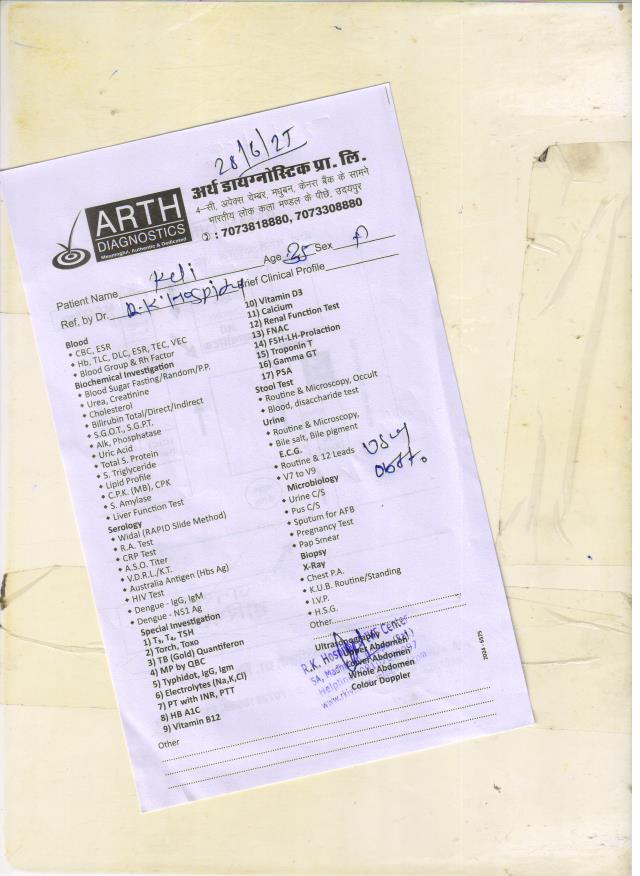 28/6/25
अर्थ डायग्नोस्टिक प्रा. लि.
4-सी, अपेक्स चेम्बर, मधुबन, केनरा बैंक के सामने
भारतीय लोक कला मण्डल के पीछे, उदयपुर
: 7073818880, 7073308880
ARTH
DIAGNOSTICS
Meaningful, Authentic & Dedicated
Patient Name Keli Age 35 Sex
Ref. by Dr. R.K. Hospital Brief Clinical Profile
Blood
• CBC, ESR
• Hb, TLC, DLC, ESR, TEC, VEC
• Blood Group & Rh Factor
Biochemical Investigation
• Blood Sugar Fasting/Random/P.P.
• Urea, Creatinine
• Cholesterol
• Bilirubin Total/Direct/Indirect
• S.G.O.T., S.G.P.T.
• Alk, Phosphatase
• Uric Acid
• Total S. Protein
• S. Triglyceride
• Lipid Profile
• C.P.K. (MB), CPK
• S. Amylase
• Liver Function Test
Serology
• Widal (RAPID Slide Method)
• R.A. Test
• CRP Test
• A.S.O. Titer
• V.D.R.L./K.T.
• Australia Antigen (Hbs Ag)
• HIV Test
• Dengue - IgG, IgM
• Dengue - NS1 Ag
Special Investigation
1) T₃, T₄, TSH
2) Torch, Toxo
3) TB (Gold) Quantiferon
4) MP by QBC
5) Typhidot, IgG, Igm
6) Electrolytes (Na,K,Cl)
7) PT with INR, PTT
8) HB A1C
9) Vitamin B12
Other
10) Vitamin D3
11) Calcium
12) Renal Function Test
13) FNAC
14) FSH-LH-Prolaction
15) Troponin T
16) Gamma GT
17) PSA
Stool Test
• Routine & Microscopy, Occult
• Blood, disaccharide test
Urine
• Routine & Microscopy,
• Bile salt, Bile pigment
E.C.G.
• Routine & 12 Leads
• V7 to V9
Microbiology
• Urine C/S
• Pus C/S
• Sputum for AFB
• Pregnancy Test
• Pap Smear
Biopsy
X-Ray
• Chest P.A.
• K.U.B. Routine/Standing
• I.V.P.
• H.S.G.
Other
Ultrasonography
Upper Abdomen
Lower Abdomen
Whole Abdomen
Colour Doppler
USG
R.K. Hospital Center
5A, Madhu
Helpline